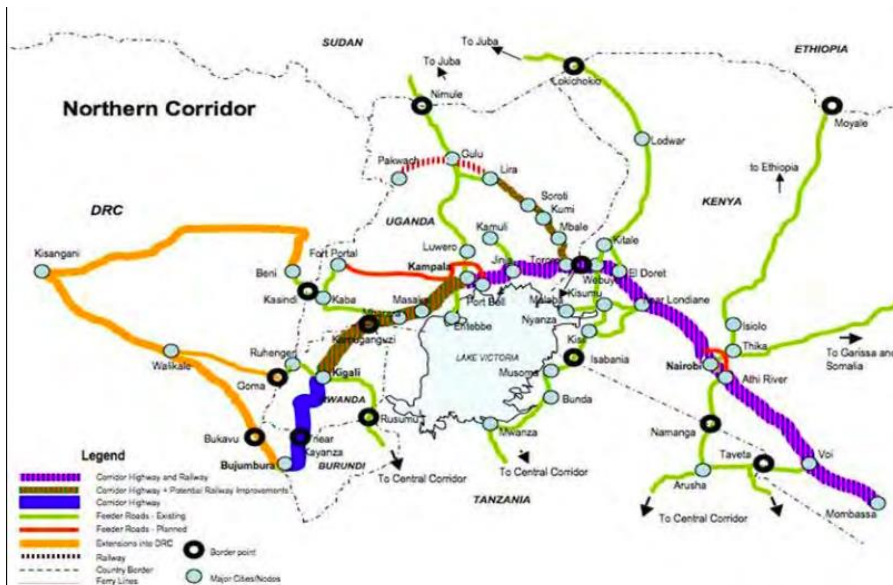 SUDAN
To Juba
ETHIOPIA
To Juba
Lokichokio
Nimule
Moyale
Northern Corridor
Lodwar
Gulu
Pakwach
Lira
to Ethiopia
Soroti
KENYA
DRC
Kumi
UGANDA
Kamuli
Mbale
Kitale
Luwero
Kisangani
Fort Portal
Jinja
Tororo
Kampala
Beni
Webuye
El Doret
Kasindi
Kaba
Masaka
Port Bell
Malaba
Kisumu
near Londiane
Mbarara
Entebbe
Nyanza
Isiolo
Karouganguzi
Kisii
Thika
LAKE VICTORIA
Isabania
Walikale
Ruhengeri
Nairobi
To Garissa and
Somalia
Goma
Kigali
Musoma
Athi River
RWANDA
Bunda
Rusumu
Bukavu
near
Kayanza
Mwanza
Namanga
Legend
Bujumbura
BURUNDI
Taveta
Voi
To Central Corridor
To Central Corridor
Arusha
TANZANIA
To Central Corridor
Mombassa
Corridor Highway and Railway
Corridor Highway + Potential Railway Improvements
Corridor Highway
Feeder Roads - Existing
Feeder Roads - Planned
Extensions into DRC
Railway
Country Border
Ferry Lines
Border point
Major Cities/Nodes